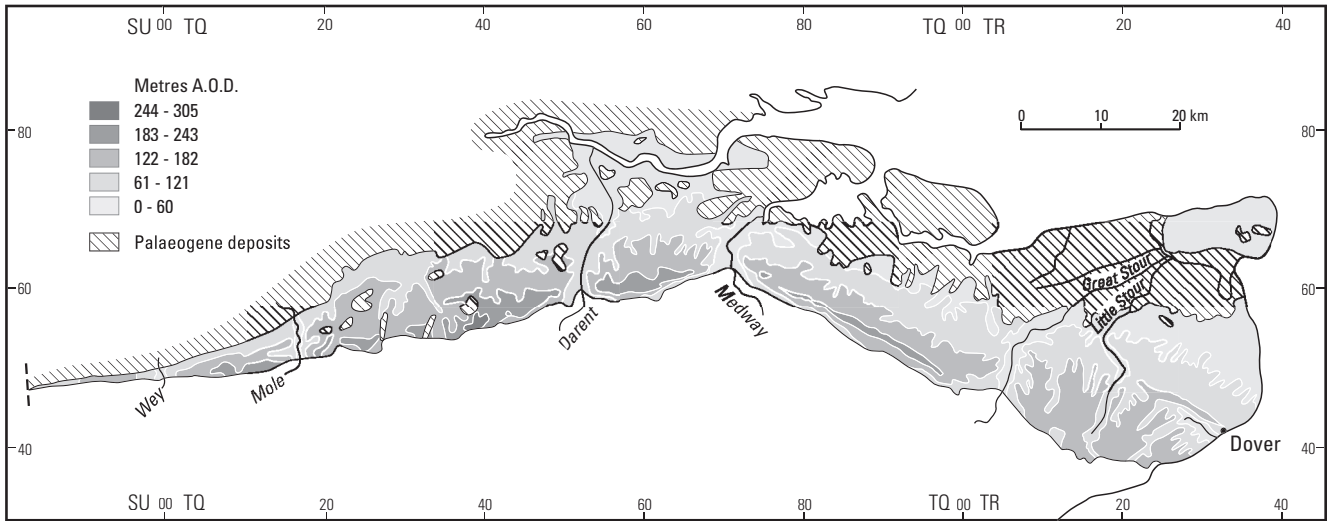 SU 00 TQ 20 40 60 80 TQ 00 TR 20 40
Metres A.O.D.
244 - 305
183 - 243
122 - 182
61 - 121
0 - 60
Palaeogene deposits
0 10 20 km
80 80
60 60
40 40
Great Stour
Little Stour
Medway
Darent
Mole
Wey
Dover
SU 00 TQ 20 40 60 80 TQ 00 TR 20 40